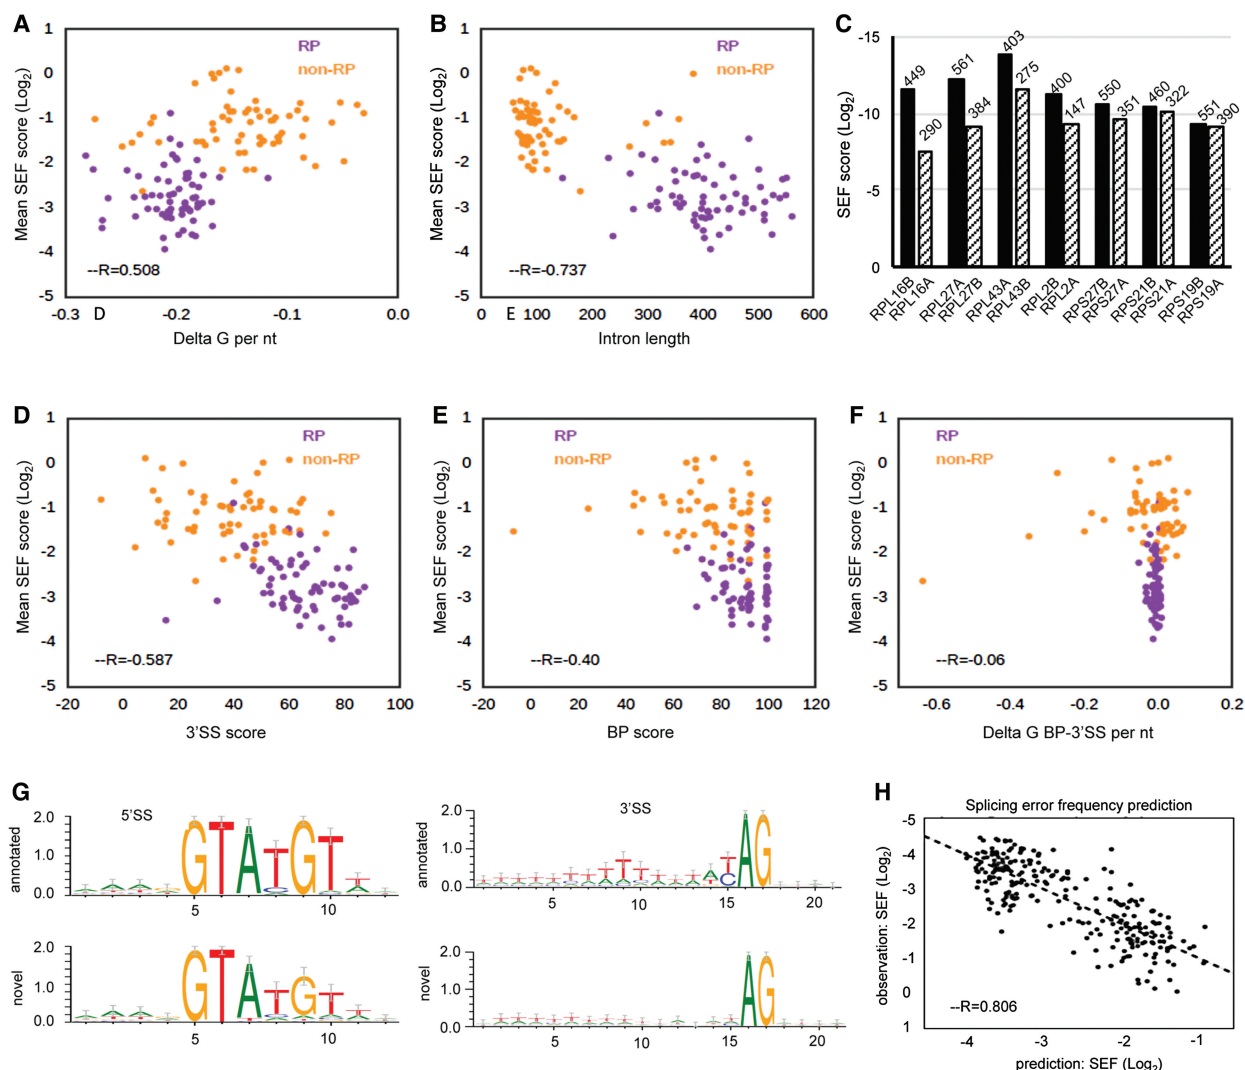 A
Mean SEF score (Log2)
1
0
-1
-2
-3
-4
-5
RP
non-RP
--R=0.508
-0.3
D
-0.2
-0.1
0.0
Delta G per nt
B
Mean SEF score (Log2)
1
0
-1
-2
-3
-4
-5
RP
non-RP
--R=-0.737
0
E
100
200
300
400
500
600
Intron length
C
SEF score (Log2)
-15
-10
-5
0
449
290
561
384
403
275
400
147
550
351
460
322
551
390
RPL16B
RPL16A
RPL27A
RPL27B
RPL43A
RPL43B
RPL2B
RPL2A
RPS27B
RPS27A
RPS21B
RPS21A
RPS19B
RPS19A
D
Mean SEF score (Log2)
1
0
-1
-2
-3
-4
-5
RP
non-RP
--R=-0.587
-20
0
20
40
60
80
100
3'SS score
E
Mean SEF score (Log2)
1
0
-1
-2
-3
-4
-5
RP
non-RP
--R=-0.40
-20
0
20
40
60
80
100
120
BP score
F
Mean SEF score (Log2)
1
0
-1
-2
-3
-4
-5
RP
non-RP
--R=-0.06
-0.6
-0.4
-0.2
0.0
0.2
Delta G BP-3'SS per nt
G
5'SS
annotated
2.0
1.0
0.0
GTATGT
5
10
3'SS
annotated
2.0
1.0
0.0
AG
5
10
15
20
novel
2.0
1.0
0.0
GTATGT
5
10
novel
2.0
1.0
0.0
AG
5
10
15
20
H
Splicing error frequency prediction
observation: SEF (Log2)
-5
-4
-3
-2
-1
0
1
--R=0.806
-4
-3
-2
-1
prediction: SEF (Log2)